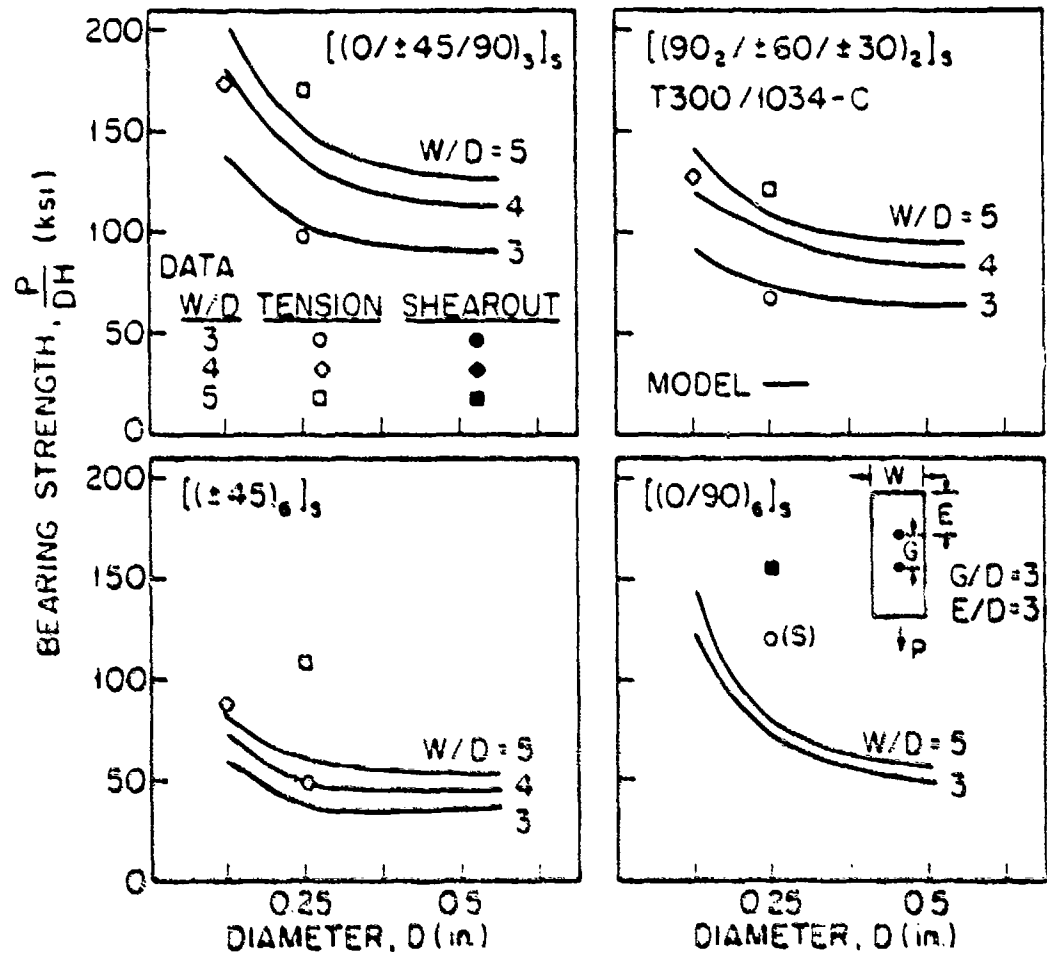 BEARING STRENGTH, P/DH (ksi)
200
150
100
50
0
[(0/±45/90)₃]ₛ
W/D = 5
4
3
DATA
W/D TENSION SHEAROUT
3 ○ ●
4 ◇ ◆
5 □ ■
[(90₂/±60/±30)₂]ₛ
T300/1034-C
W/D = 5
4
3
MODEL —
200
150
100
50
0
[(±45)₆]ₛ
W/D = 5
4
3
0.25 0.5
DIAMETER, D (in.)
[(0/90)₆]ₛ
W
E
G
G/D=3
E/D=3
P
(S)
W/D = 5
3
0.25 0.5
DIAMETER, D (in.)